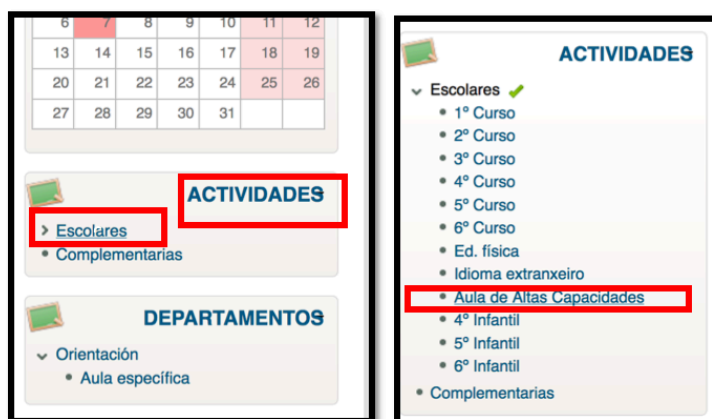 6 7 8 9 10 11 12
13 14 15 16 17 18 19
20 21 22 23 24 25 26
27 28 29 30 31
ACTIVIDADES
Escolares
Complementarias
DEPARTAMENTOS
Orientación
Aula específica
ACTIVIDADES
Escolares
1º Curso
2º Curso
3º Curso
4º Curso
5º Curso
6º Curso
Ed. física
Idioma extranxeiro
Aula de Altas Capacidades
4º Infantil
5º Infantil
6º Infantil
Complementarias